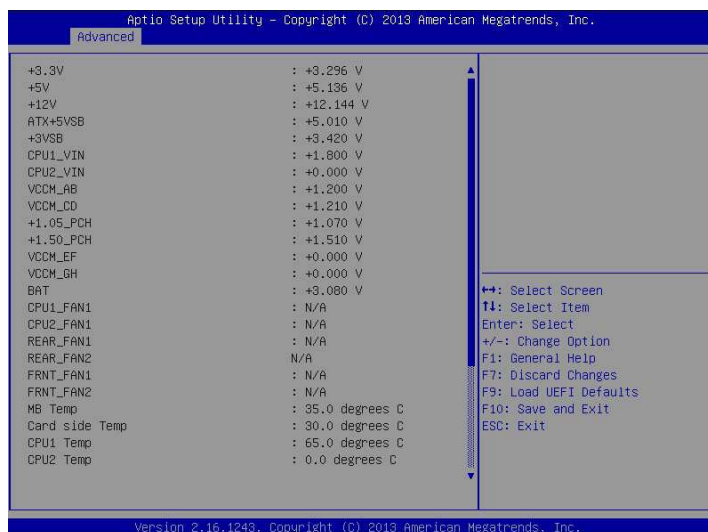 Aptio Setup Utility – Copyright (C) 2013 American Megatrends, Inc.
Advanced
+3.3V : +3.296 V
+5V : +5.136 V
+12V : +12.144 V
ATX+5VSB : +5.010 V
+3VSB : +3.420 V
CPU1_VIN : +1.800 V
CPU2_VIN : +0.000 V
VCCM_AB : +1.200 V
VCCM_CD : +1.210 V
+1.05_PCH : +1.070 V
+1.50_PCH : +1.510 V
VCCM_EF : +0.000 V
VCCM_GH : +0.000 V
BAT : +3.080 V
CPU1_FAN1 : N/A
CPU2_FAN1 : N/A
REAR_FAN1 : N/A
REAR_FAN2 N/A
FRNT_FAN1 : N/A
FRNT_FAN2 : N/A
MB Temp : 35.0 degrees C
Card side Temp : 30.0 degrees C
CPU1 Temp : 65.0 degrees C
CPU2 Temp : 0.0 degrees C
↔: Select Screen
↑↓: Select Item
Enter: Select
+/-: Change Option
F1: General Help
F7: Discard Changes
F9: Load UEFI Defaults
F10: Save and Exit
ESC: Exit
Version 2.16.1243. Copyright (C) 2013 American Megatrends, Inc.